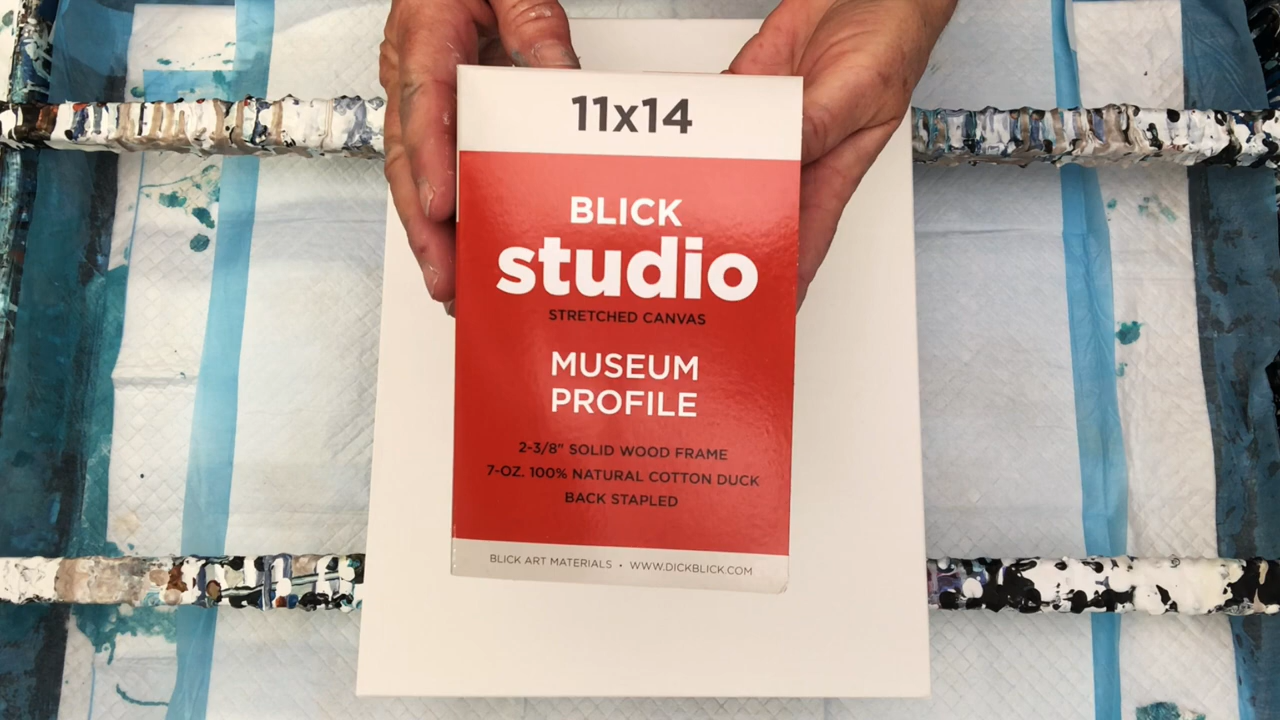 11x14
BLICK
studio
STRETCHED CANVAS
MUSEUM
PROFILE
2-3/8" SOLID WOOD FRAME
7-OZ. 100% NATURAL COTTON DUCK
BACK STAPLED
BLICK ART MATERIALS • WWW.DICKBLICK.COM